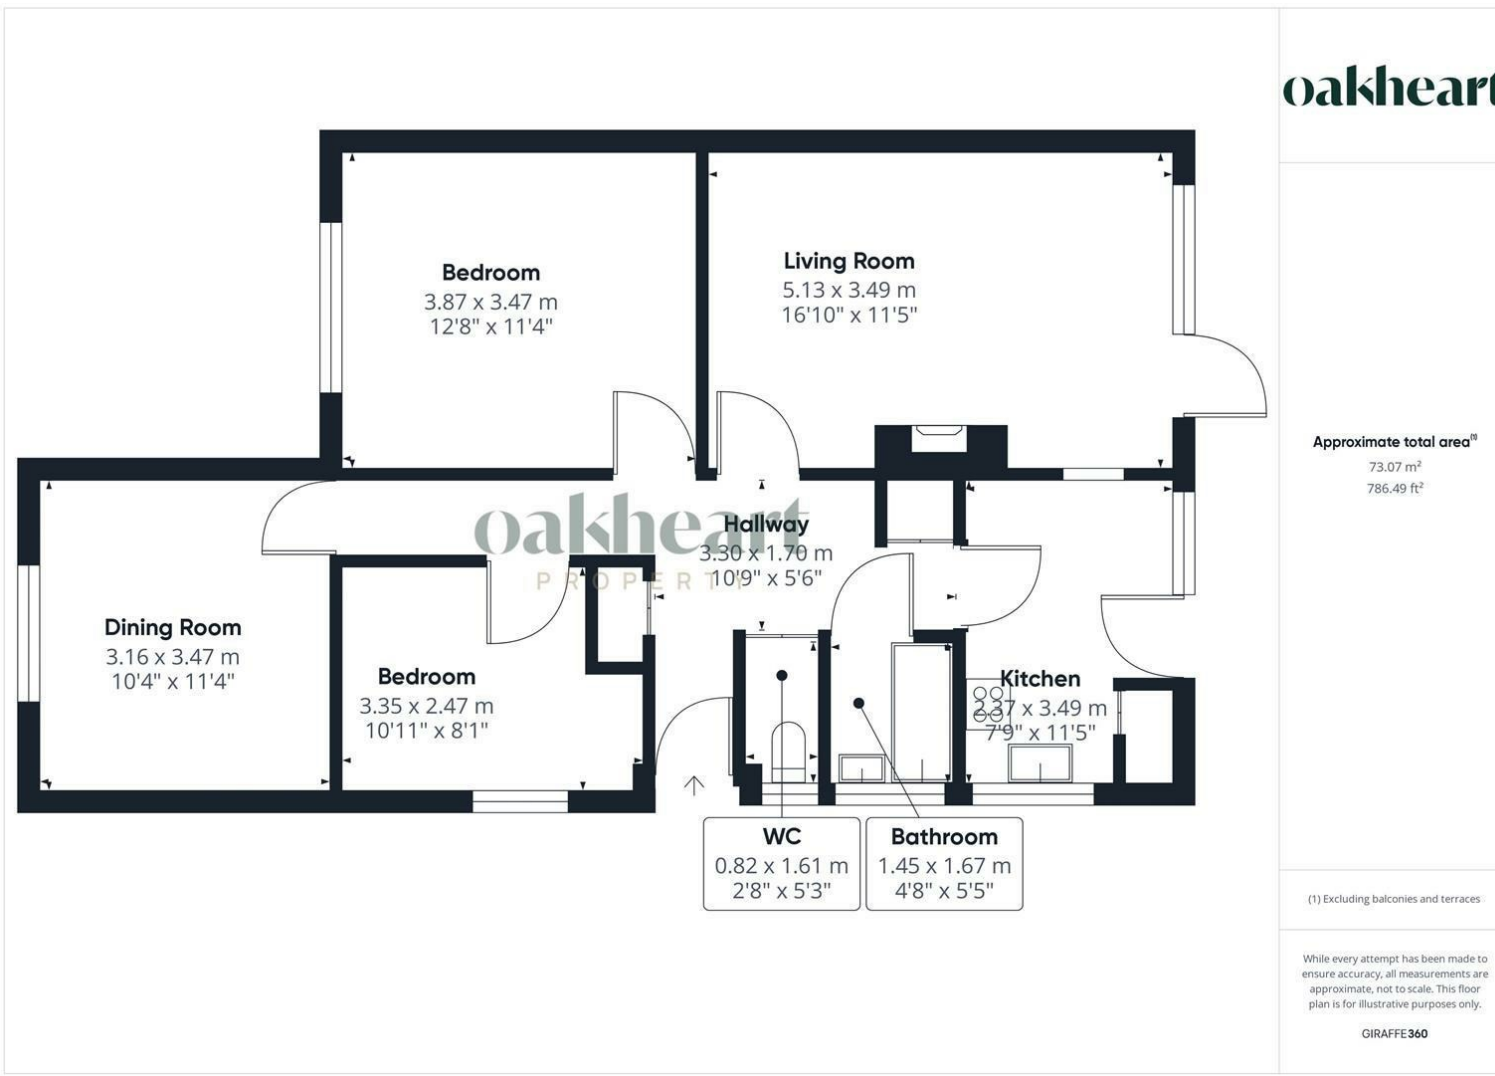 oakheart
Bedroom
3.87 x 3.47 m
12'8" x 11'4"
Living Room
5.13 x 3.49 m
16'10" x 11'5"
oakheart
PROPERTY
Hallway
3.30 x 1.70 m
10'9" x 5'6"
Dining Room
3.16 x 3.47 m
10'4" x 11'4"
Bedroom
3.35 x 2.47 m
10'11" x 8'1"
Kitchen
2.37 x 3.49 m
7'9" x 11'5"
WC
0.82 x 1.61 m
2'8" x 5'3"
Bathroom
1.45 x 1.67 m
4'8" x 5'5"
Approximate total area(1)
73.07 m²
786.49 ft²
(1) Excluding balconies and terraces
While every attempt has been made to
ensure accuracy, all measurements are
approximate, not to scale. This floor
plan is for illustrative purposes only.
GIRAFFE360